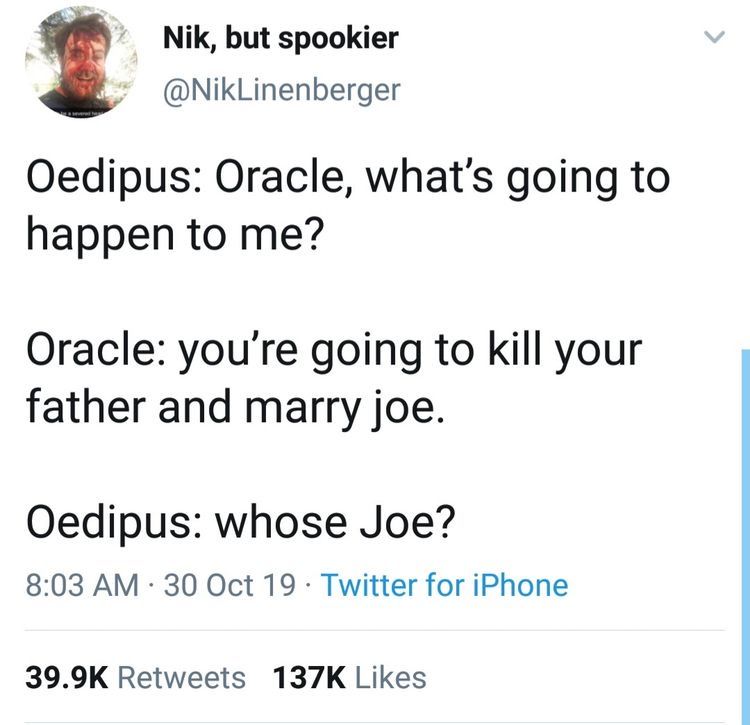 Nik, but spookier
@NikLinenberger
Oedipus: Oracle, what's going to
happen to me?
Oracle: you're going to kill your
father and marry joe.
Oedipus: whose Joe?
8:03 AM · 30 Oct 19 · Twitter for iPhone
39.9K Retweets 137K Likes